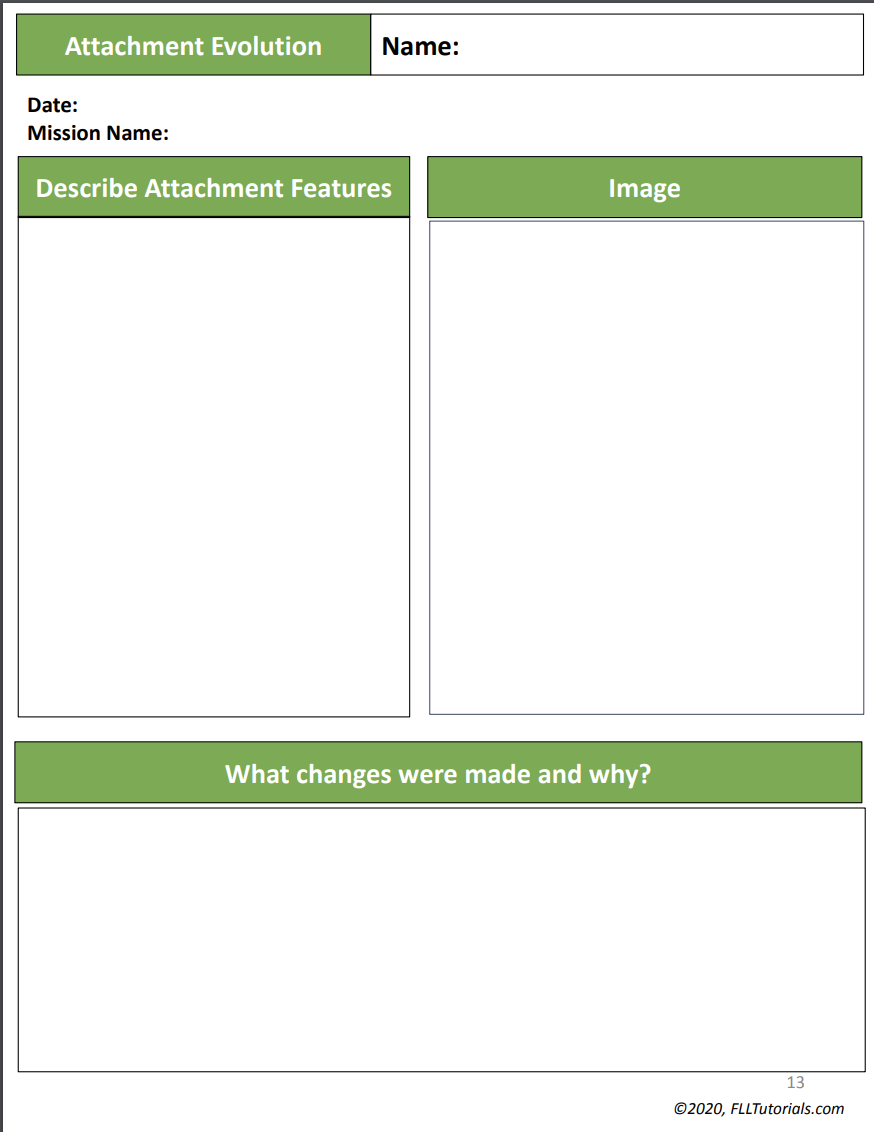 Attachment Evolution
Name:
Date:
Mission Name:
Describe Attachment Features
Image
What changes were made and why?
13
©2020, FLLTutorials.com